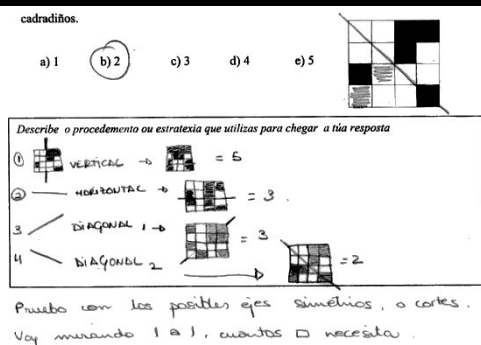 cadradiños.
a) 1 b) 2 c) 3 d) 4 e) 5
Describe o procedemento ou estratexia que utilizas para chegar a túa resposta
① VERTICAL → = 5
② HORIZONTAL → = 3.
3 DIAGONAL 1 → = 3
4 DIAGONAL 2 → = 2
Pruebo con los posibles ejes simétrios, o cortes.
Voy mirando 1 a 1, cuantos □ necesita.